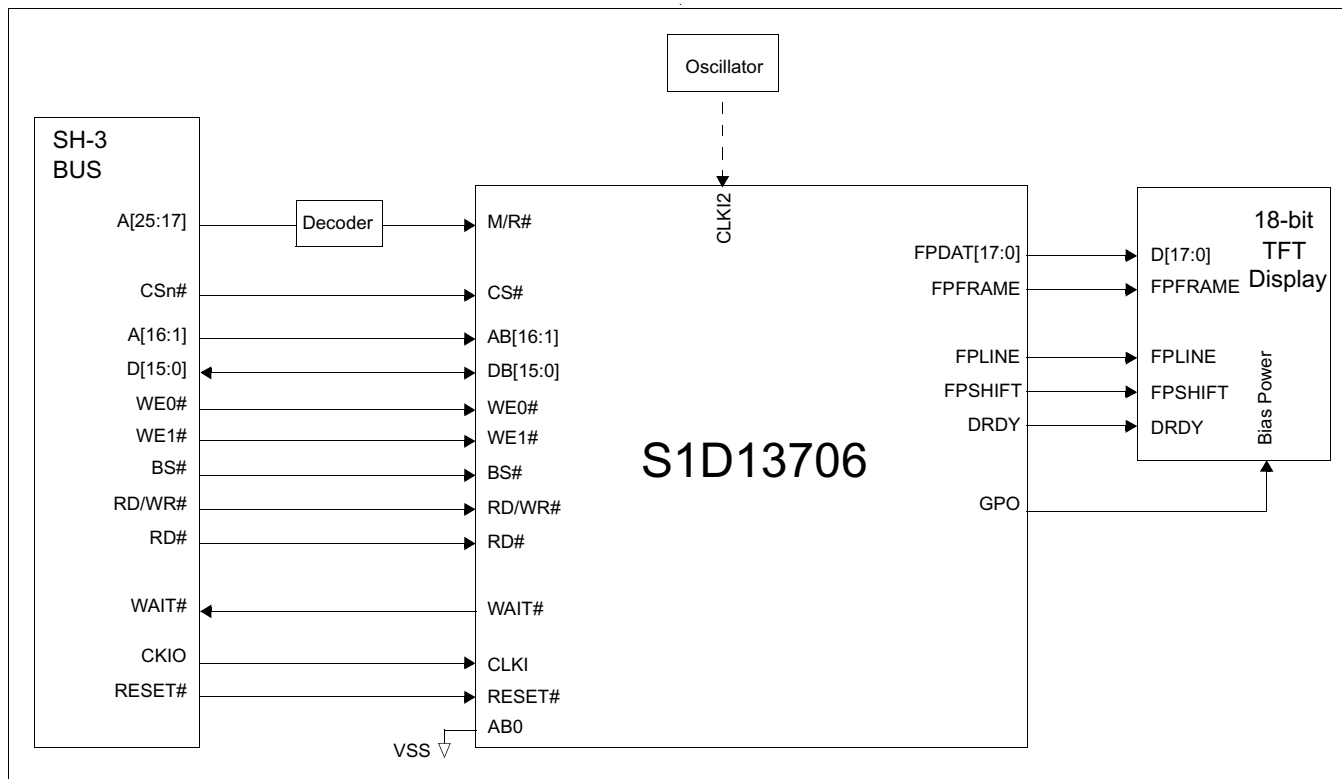 Oscillator
SH-3
BUS
A[25:17]
Decoder
M/R#
CLKI2
18-bit
TFT
Display
FPDAT[17:0]
D[17:0]
CSn#
CS#
FPFRAME
FPFRAME
A[16:1]
AB[16:1]
D[15:0]
DB[15:0]
FPLINE
FPLINE
WE0#
WE0#
FPSHIFT
FPSHIFT
WE1#
WE1#
DRDY
DRDY
Bias Power
S1D13706
BS#
BS#
RD/WR#
RD/WR#
GPO
RD#
RD#
WAIT#
WAIT#
CKIO
CLKI
RESET#
RESET#
AB0
VSS